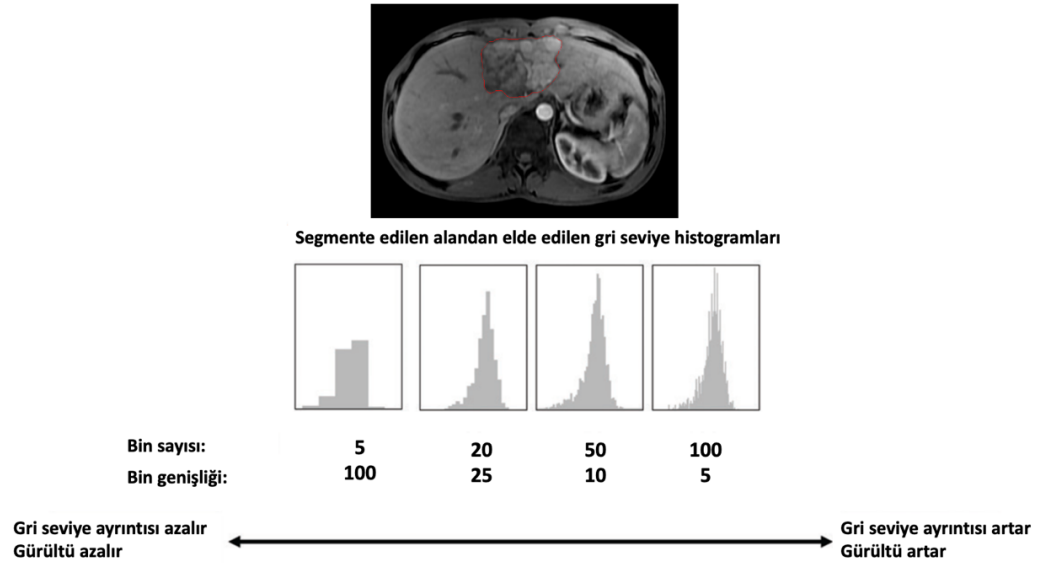 Segmente edilen alandan elde edilen gri seviye histogramları
Bin sayısı: 5 20 50 100
Bin genişliği: 100 25 10 5
Gri seviye ayrıntısı azalır
Gürültü azalır
Gri seviye ayrıntısı artar
Gürültü artar